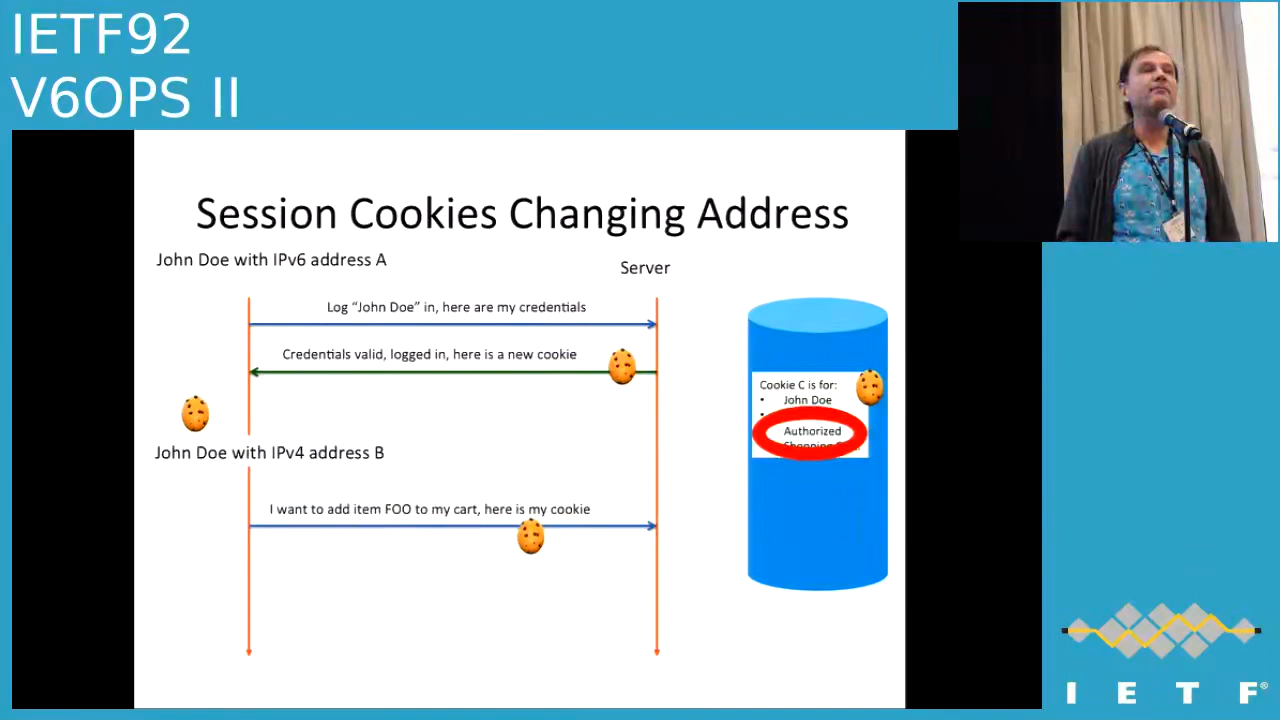 IETF92
V6OPS II
Session Cookies Changing Address
John Doe with IPv6 address A
Server
Log “John Doe” in, here are my credentials
Credentials valid, logged in, here is a new cookie
Cookie C is for:
• John Doe
•
Authorized
John Doe with IPv4 address B
I want to add item FOO to my cart, here is my cookie
I E T F®